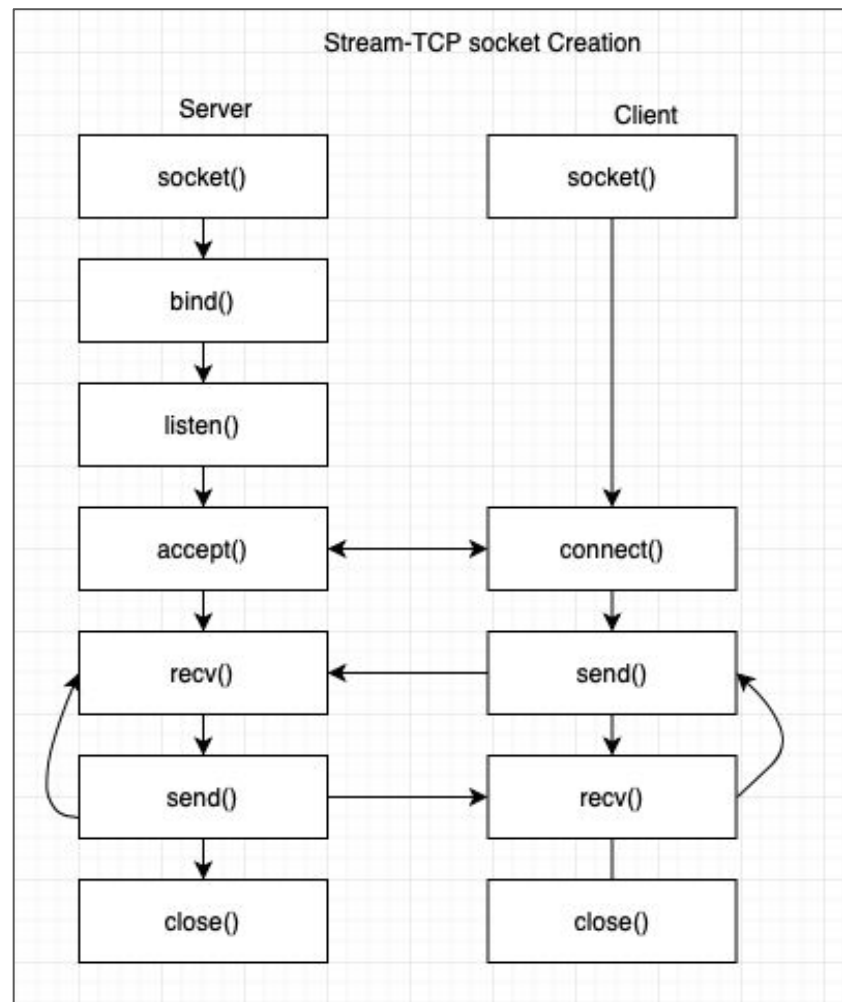 Stream-TCP socket Creation
Server
Client
socket()
socket()
bind()
listen()
accept()
connect()
recv()
send()
send()
recv()
close()
close()